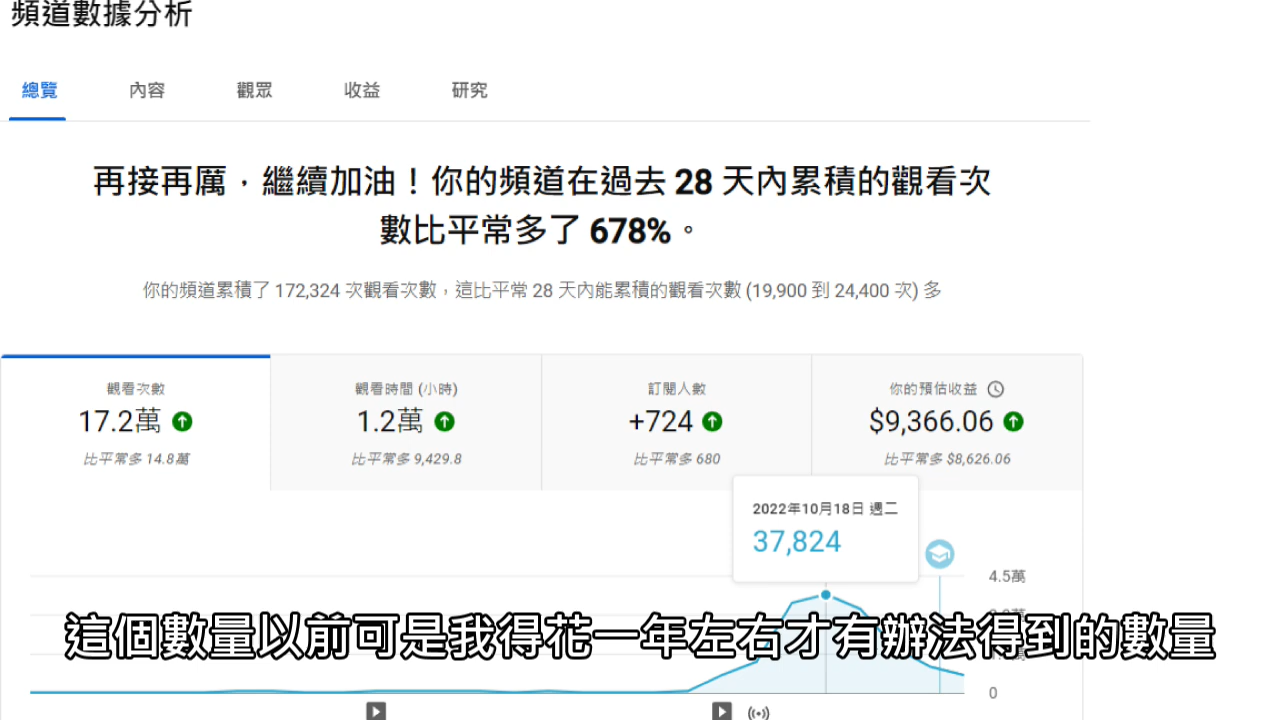 頻道數據分析
總覽 內容 觀眾 收益 研究
再接再厲，繼續加油！你的頻道在過去 28 天內累積的觀看次
數比平常多了 678%。
你的頻道累積了 172,324 次觀看次數，這比平常 28 天內能累積的觀看次數 (19,900 到 24,400 次) 多
觀看次數 觀看時間 (小時) 訂閱人數 你的預估收益
17.2萬 1.2萬 +724 $9,366.06
比平常多 14.8萬 比平常多 9,429.8 比平常多 680 比平常多 $8,626.06
2022年10月18日 週二
37,824
4.5萬
這個數量以前可是我得花一年左右才有辦法得到的數量
0